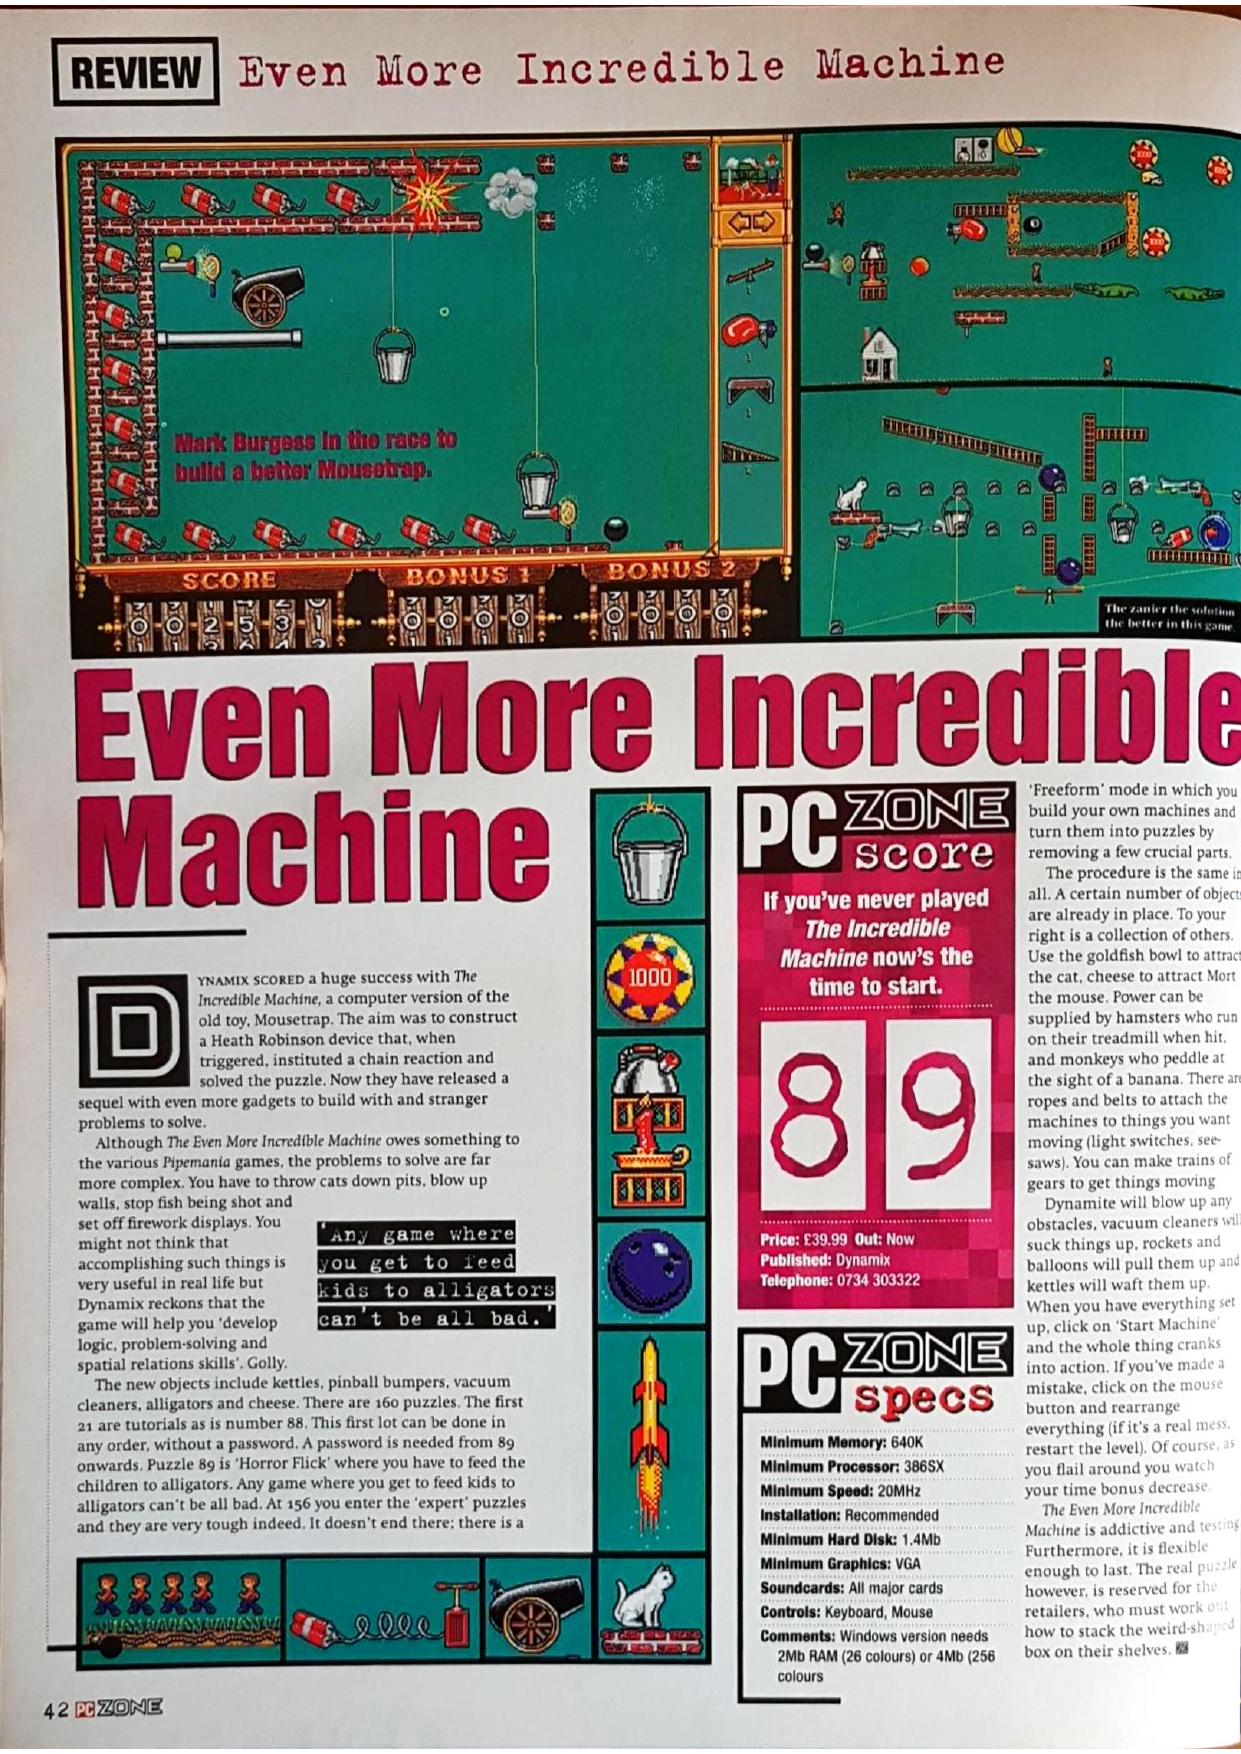 REVIEW Even More Incredible Machine
1000
1000
1000
1
1
1
Mark Burgess in the race to
build a better Mousetrap.
SCORE BONUS 1 BONUS 2
The zanier the solution
the better in this game.
Even More Incredible
Machine
DYNAMIX SCORED a huge success with The
Incredible Machine, a computer version of the
old toy, Mousetrap. The aim was to construct
a Heath Robinson device that, when
triggered, instituted a chain reaction and
solved the puzzle. Now they have released a
sequel with even more gadgets to build with and stranger
problems to solve.
Although The Even More Incredible Machine owes something to
the various Pipemania games, the problems to solve are far
more complex. You have to throw cats down pits, blow up
walls, stop fish being shot and
set off firework displays. You
might not think that
accomplishing such things is
very useful in real life but
Dynamix reckons that the
game will help you 'develop
logic, problem-solving and
spatial relations skills'. Golly.
The new objects include kettles, pinball bumpers, vacuum
cleaners, alligators and cheese. There are 160 puzzles. The first
21 are tutorials as is number 88. This first lot can be done in
any order, without a password. A password is needed from 89
onwards. Puzzle 89 is 'Horror Flick' where you have to feed the
children to alligators. Any game where you get to feed kids to
alligators can't be all bad. At 156 you enter the 'expert' puzzles
and they are very tough indeed. It doesn't end there; there is a
'Any game where
you get to feed
kids to alligators
can't be all bad.'
1000
PC ZONE
score
If you've never played
The Incredible
Machine now's the
time to start.
89
Price: £39.99 Out: Now
Published: Dynamix
Telephone: 0734 303322
PC ZONE
specs
Minimum Memory: 640K
Minimum Processor: 386SX
Minimum Speed: 20MHz
Installation: Recommended
Minimum Hard Disk: 1.4Mb
Minimum Graphics: VGA
Soundcards: All major cards
Controls: Keyboard, Mouse
Comments: Windows version needs
2Mb RAM (26 colours) or 4Mb (256
colours
'Freeform' mode in which you
build your own machines and
turn them into puzzles by
removing a few crucial parts.
The procedure is the same in
all. A certain number of objects
are already in place. To your
right is a collection of others.
Use the goldfish bowl to attract
the cat, cheese to attract Mort
the mouse. Power can be
supplied by hamsters who run
on their treadmill when hit,
and monkeys who peddle at
the sight of a banana. There are
ropes and belts to attach the
machines to things you want
moving (light switches, see-
saws). You can make trains of
gears to get things moving
Dynamite will blow up any
obstacles, vacuum cleaners will
suck things up, rockets and
balloons will pull them up and
kettles will waft them up.
When you have everything set
up, click on 'Start Machine'
and the whole thing cranks
into action. If you've made a
mistake, click on the mouse
button and rearrange
everything (if it's a real mess,
restart the level). Of course, as
you flail around you watch
your time bonus decrease.
The Even More Incredible
Machine is addictive and testing
Furthermore, it is flexible
enough to last. The real puzzle
however, is reserved for the
retailers, who must work out
how to stack the weird-shaped
box on their shelves.
42 PC ZONE